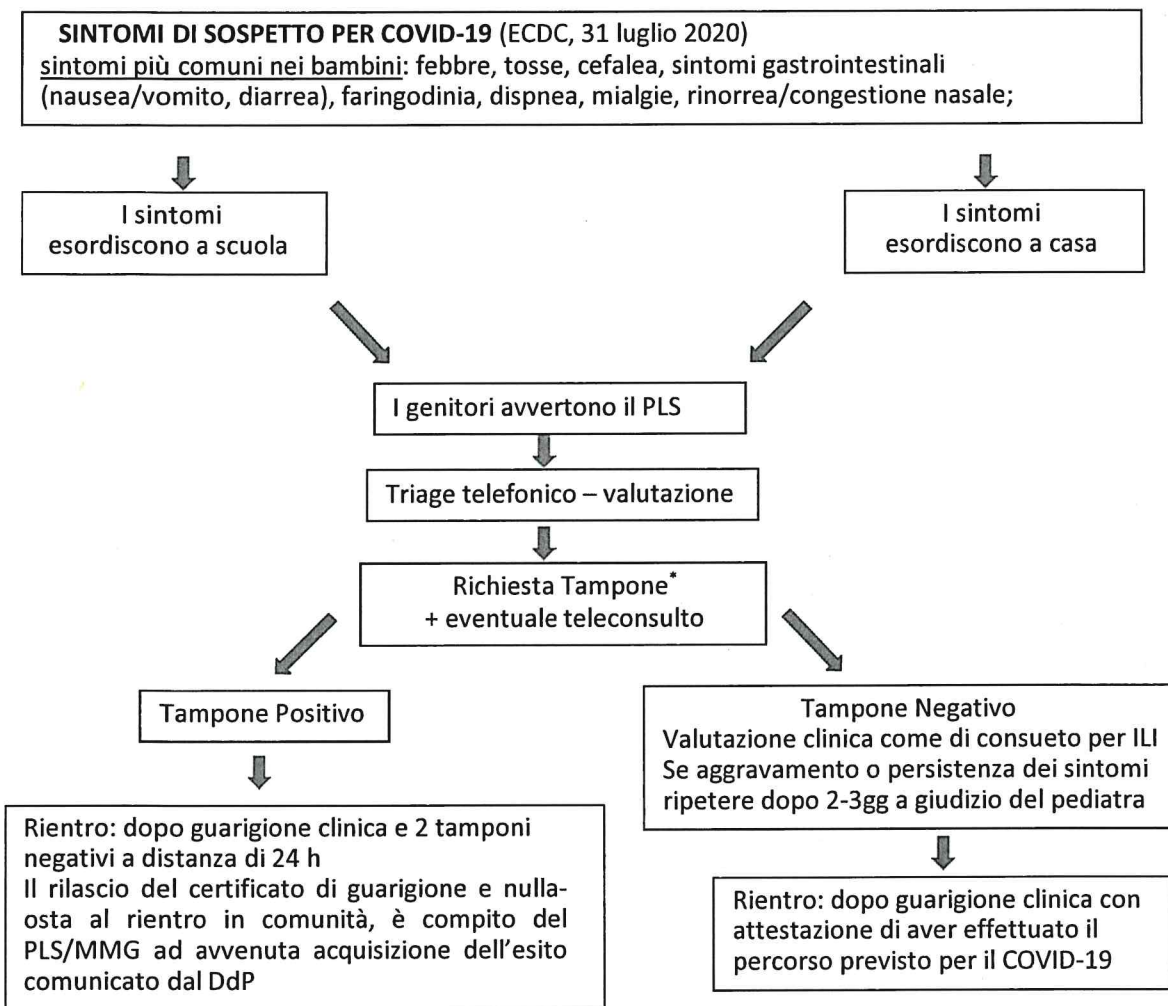 SINTOMI DI SOSPETTO PER COVID-19 (ECDC, 31 luglio 2020)
sintomi più comuni nei bambini: febbre, tosse, cefalea, sintomi gastrointestinali
(nausea/vomito, diarrea), faringodinia, dispnea, mialgie, rinorrea/congestione nasale;
I sintomi
esordiscono a scuola
I sintomi
esordiscono a casa
I genitori avvertono il PLS
Triage telefonico – valutazione
Richiesta Tampone*
+ eventuale teleconsulto
Tampone Positivo
Tampone Negativo
Valutazione clinica come di consueto per ILI
Se aggravamento o persistenza dei sintomi
ripetere dopo 2-3gg a giudizio del pediatra
Rientro: dopo guarigione clinica e 2 tamponi
negativi a distanza di 24 h
Il rilascio del certificato di guarigione e nulla-
osta al rientro in comunità, è compito del
PLS/MMG ad avvenuta acquisizione dell'esito
comunicato dal DdP
Rientro: dopo guarigione clinica con
attestazione di aver effettuato il
percorso previsto per il COVID-19